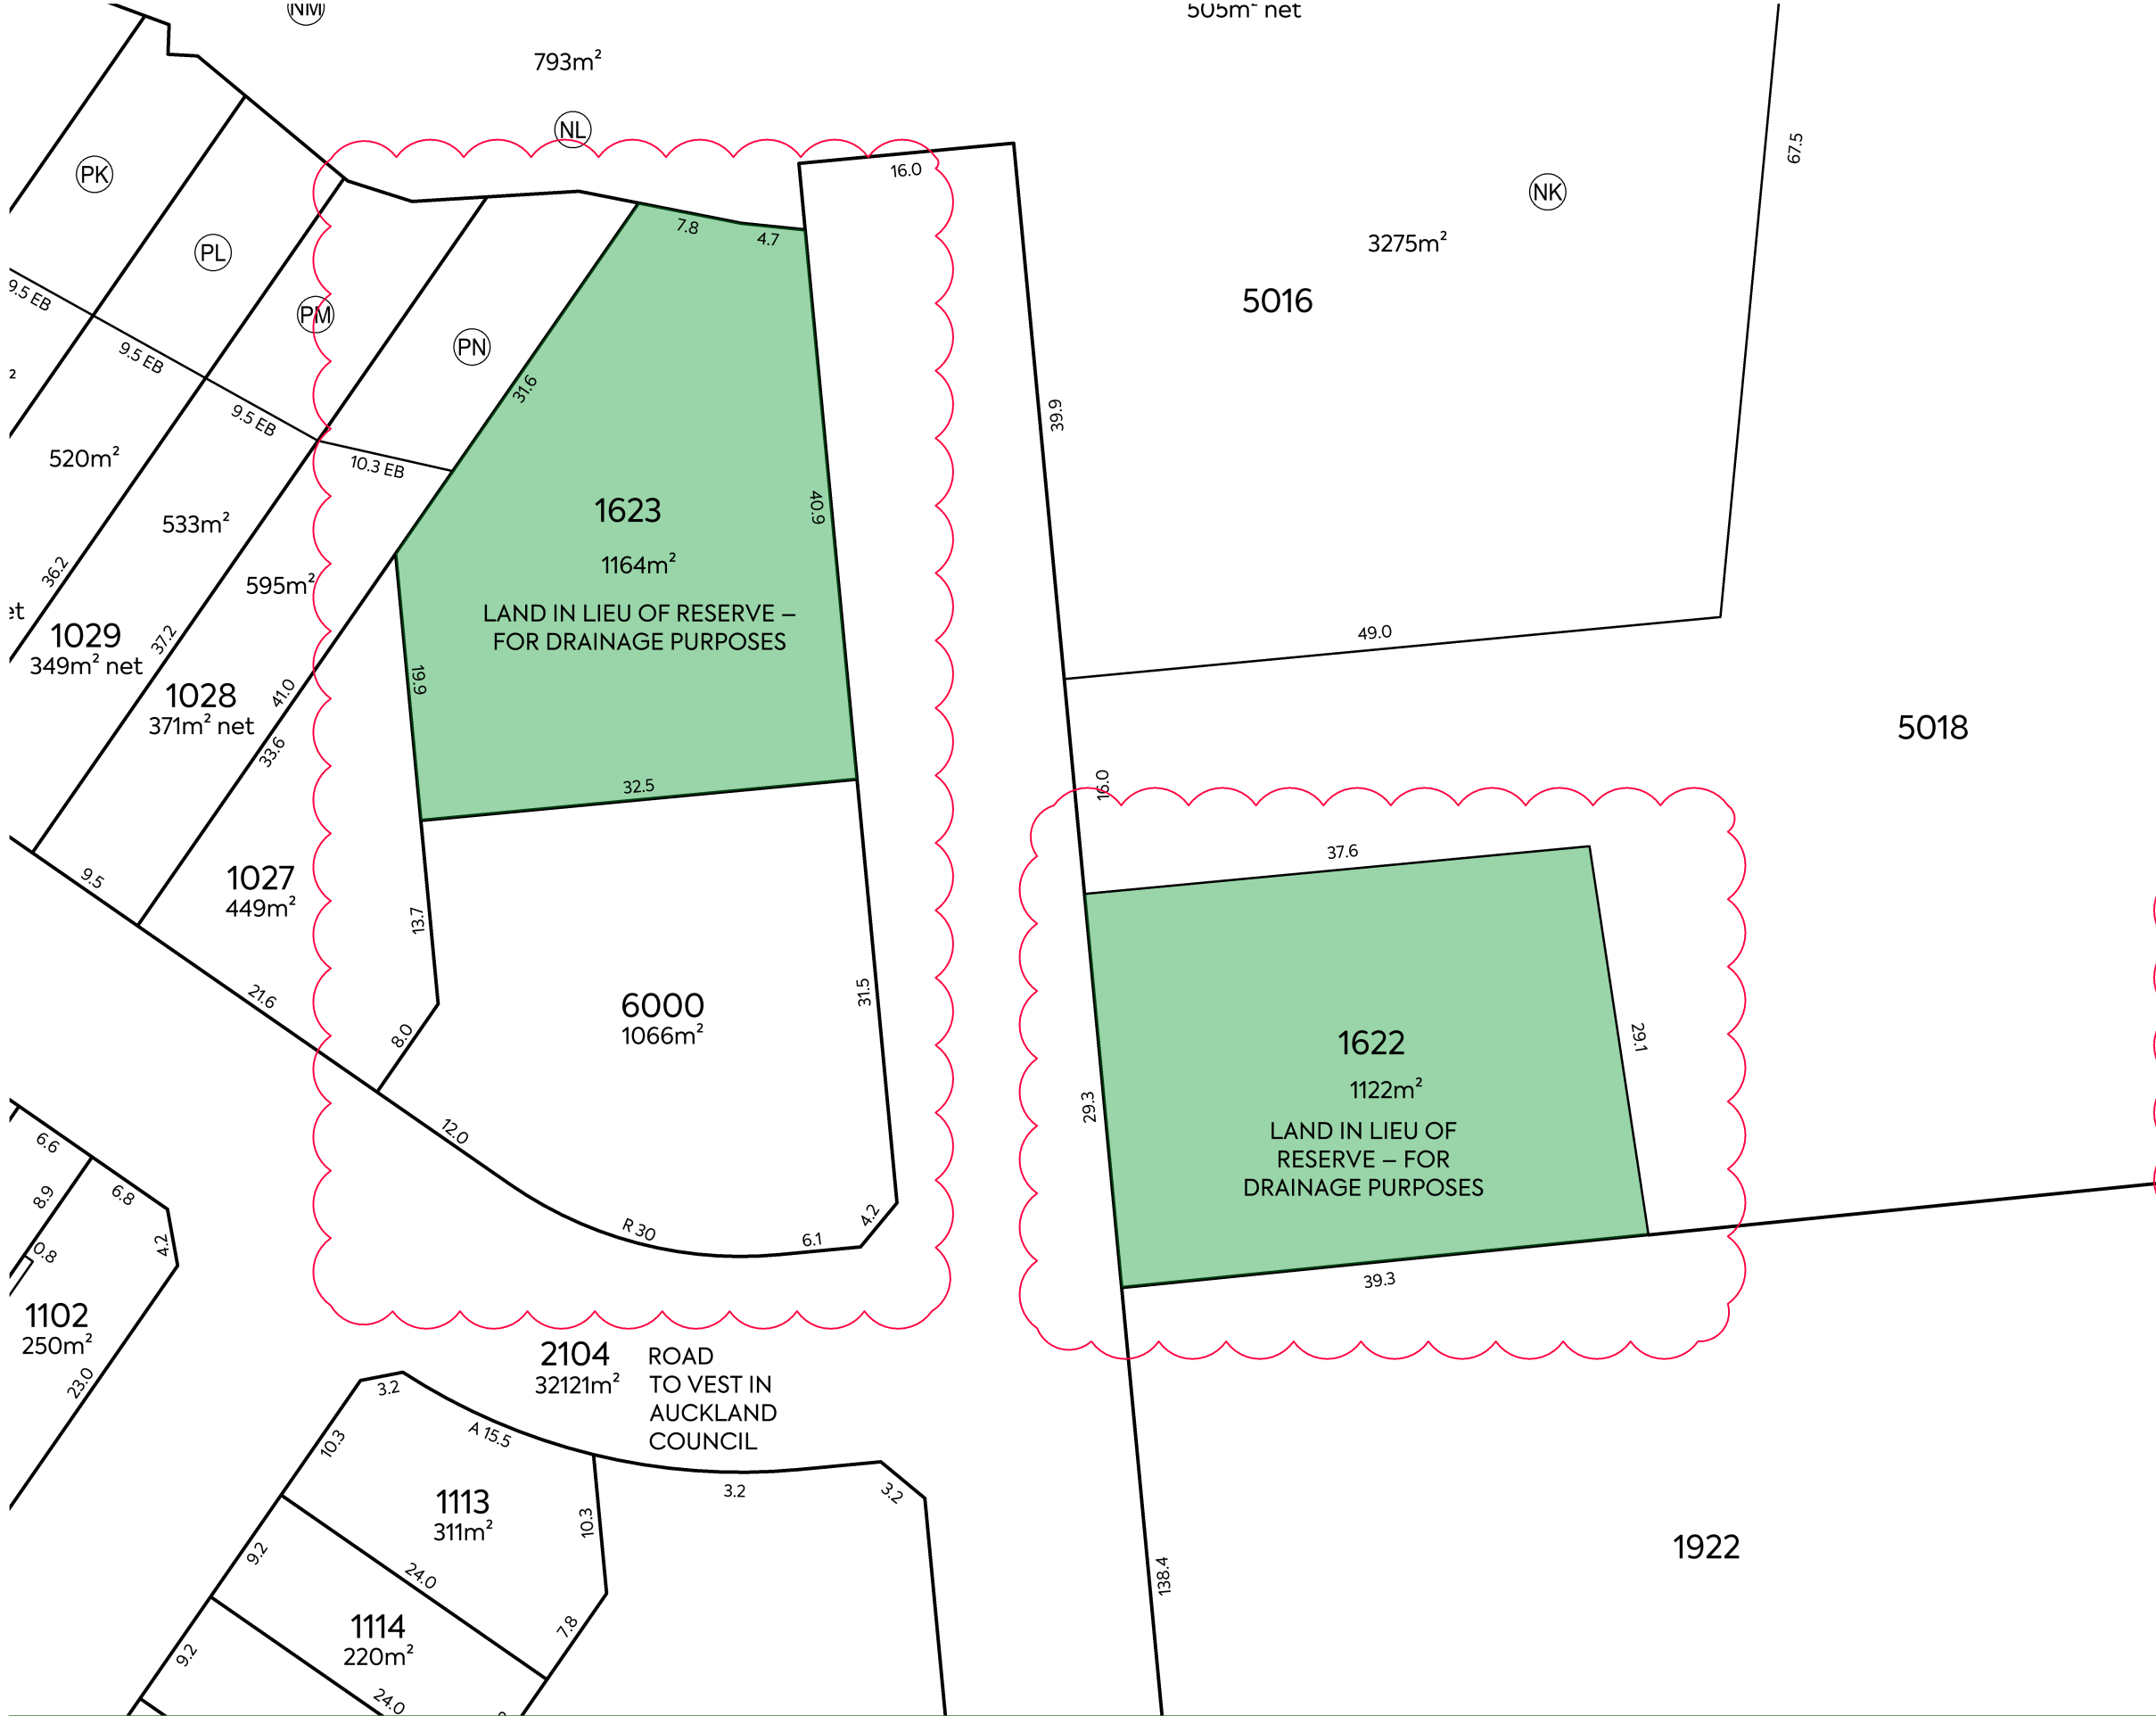 NM
505m² net
793m²
NL
67.5
PK
16.0
NK
7.8
4.7
3275m²
PL
9.5 EB
PM
5016
PN
9.5 EB
31.6
²
39.9
9.5 EB
520m²
10.3 EB
1623
40.9
533m²
1164m²
36.2
595m²
LAND IN LIEU OF RESERVE –
FOR DRAINAGE PURPOSES
et
1029
349m² net
37.2
49.0
19.9
41.0
1028
371m² net
33.6
5018
32.5
16.0
37.6
9.5
1027
449m²
13.7
21.6
6000
1066m²
31.5
8.0
1622
1122m²
29.1
29.3
LAND IN LIEU OF
RESERVE – FOR
DRAINAGE PURPOSES
12.0
6.6
6.8
8.9
R 30
6.1
4.2
4.2
0.8
39.3
1102
250m²
23.0
2104
32121m²
ROAD
TO VEST IN
AUCKLAND
COUNCIL
3.2
A 15.5
10.3
3.2
3.2
1113
311m²
10.3
9.2
24.0
1922
138.4
1114
220m²
7.8
9.2
24.0